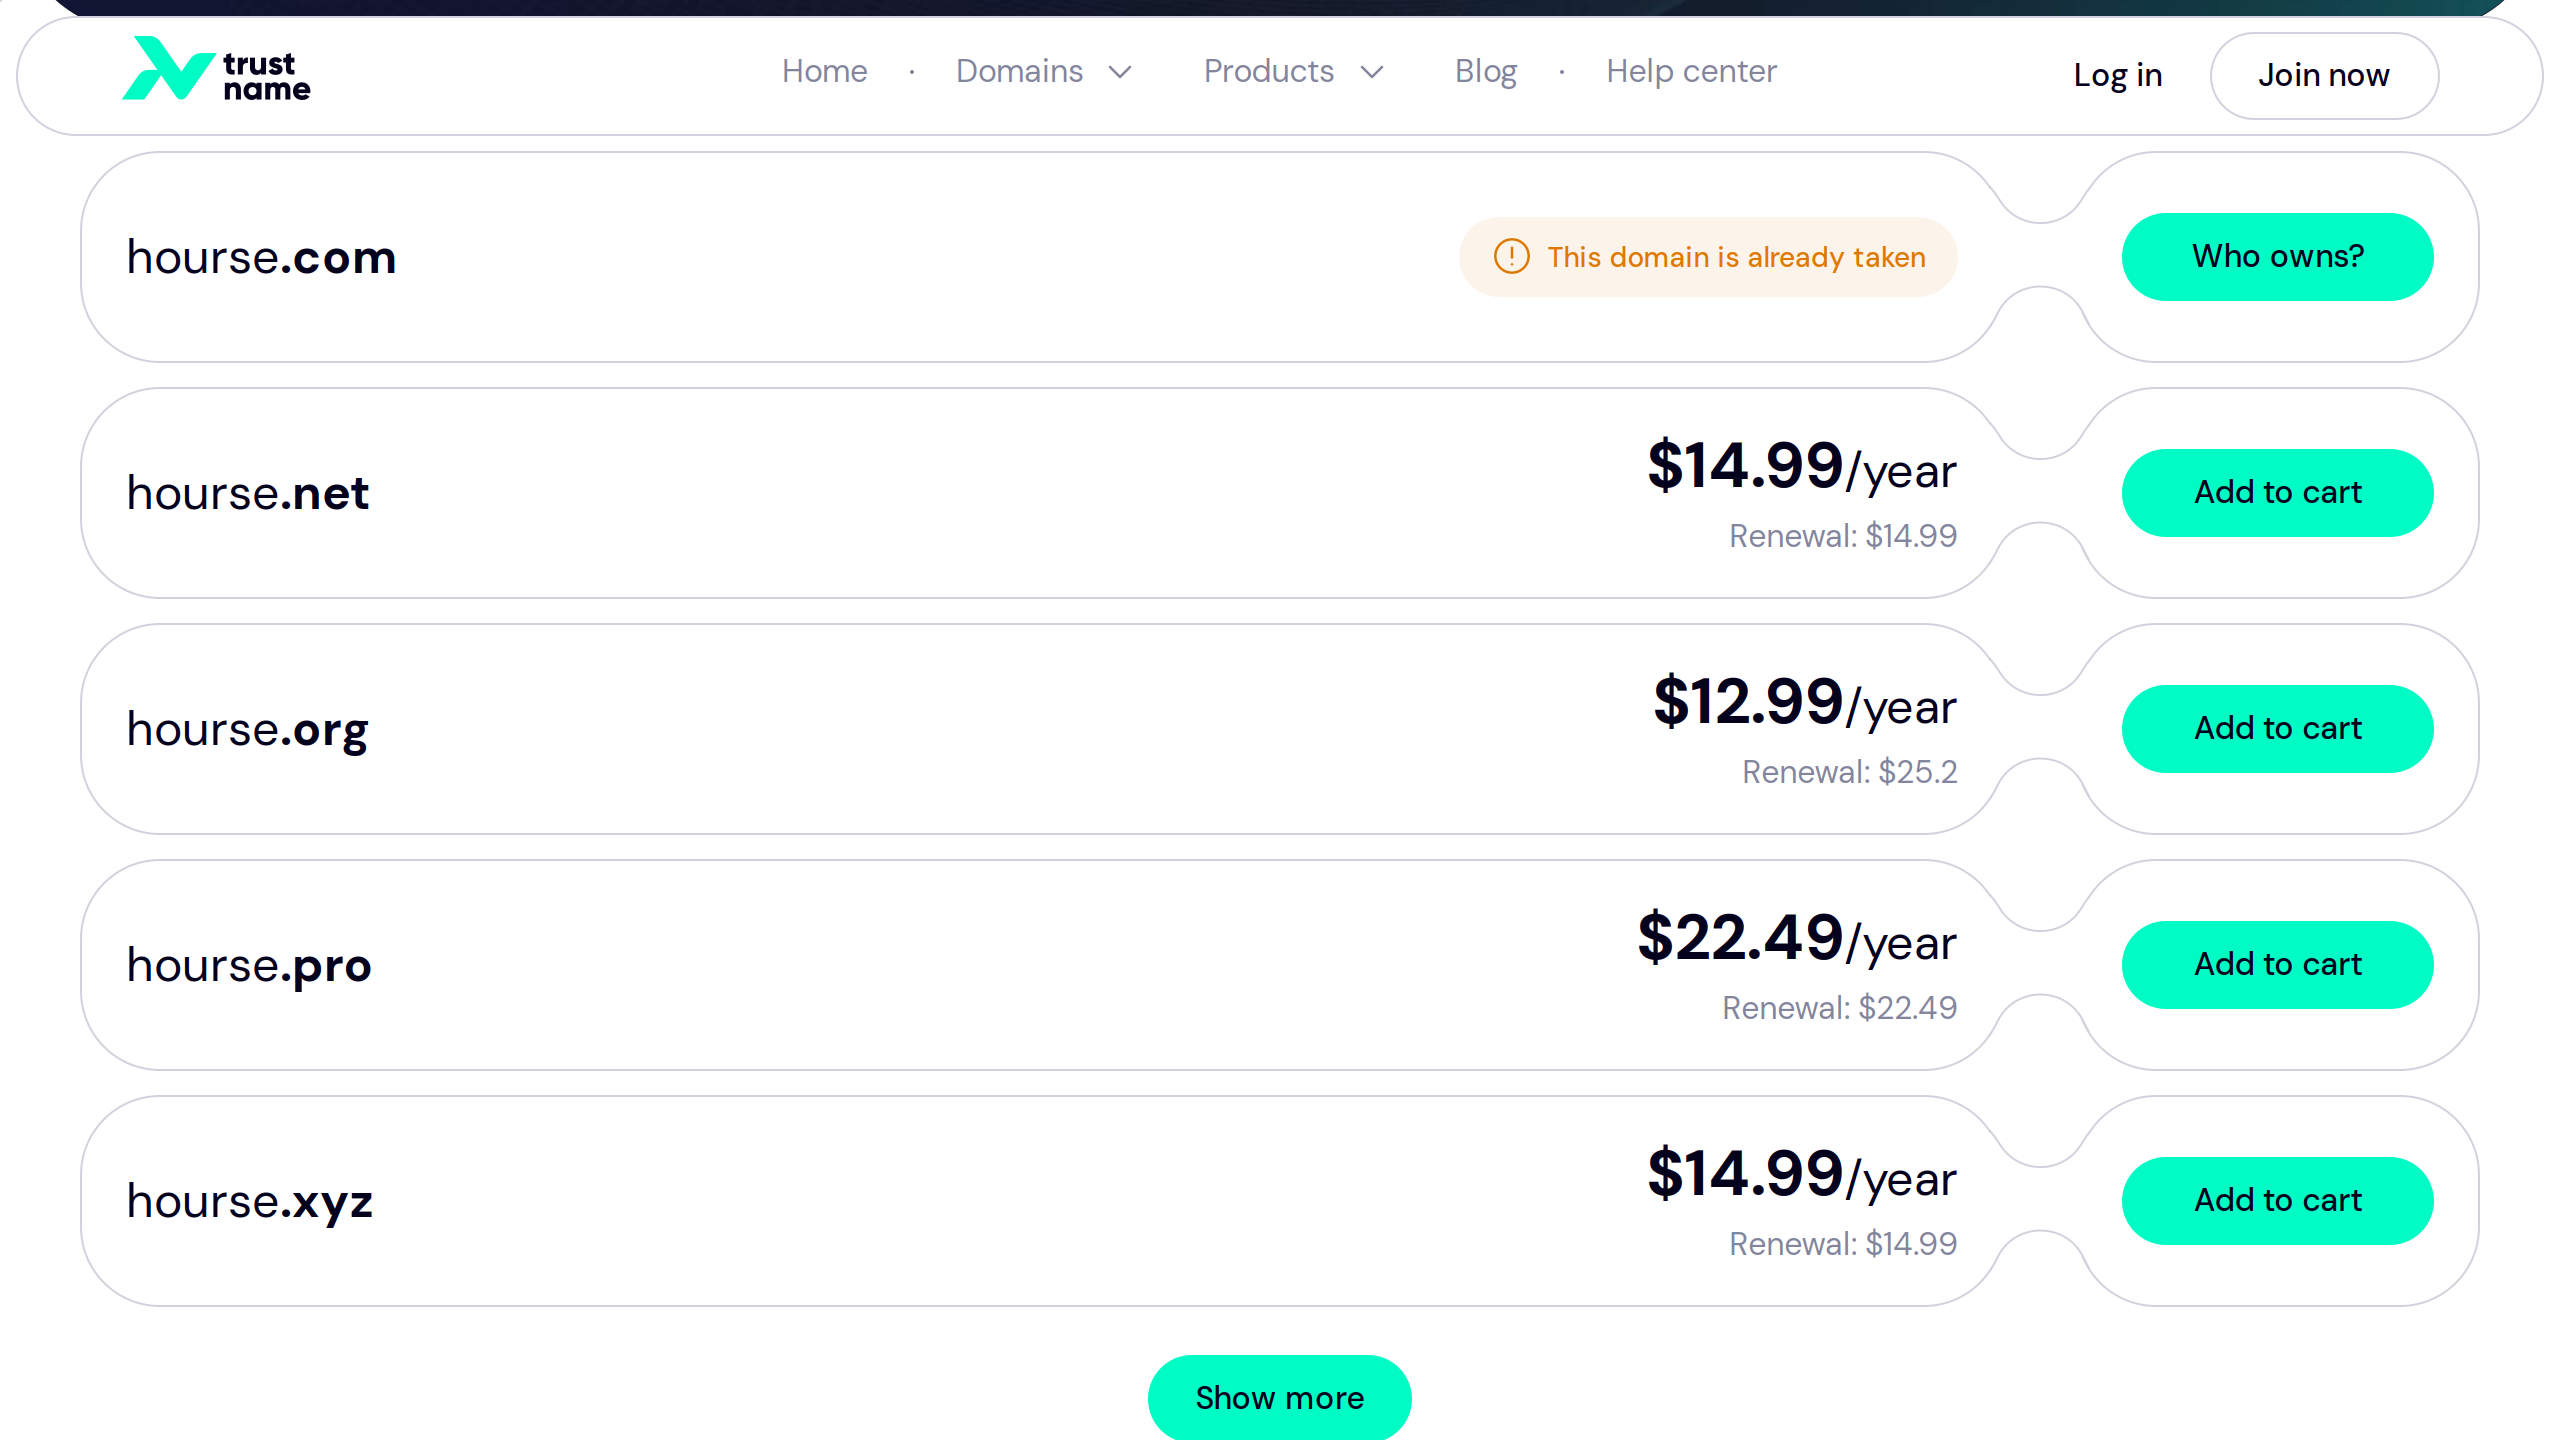 trust
name
Home · Domains Products Blog · Help center
Log in
Join now
hourse.com
This domain is already taken
Who owns?
hourse.net
$14.99/year
Renewal: $14.99
Add to cart
hourse.org
$12.99/year
Renewal: $25.2
Add to cart
hourse.pro
$22.49/year
Renewal: $22.49
Add to cart
hourse.xyz
$14.99/year
Renewal: $14.99
Add to cart
Show more